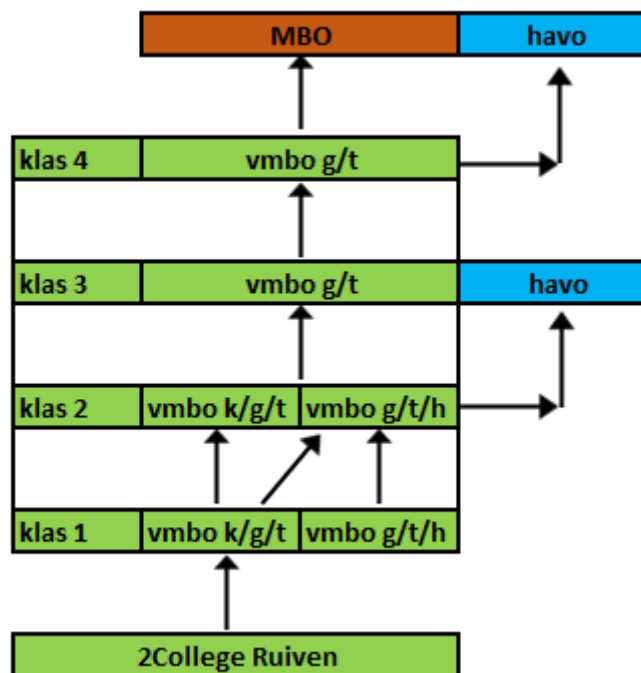 MBO havo
klas 4 vmbo g/t
klas 3 vmbo g/t havo
klas 2 vmbo k/g/t vmbo g/t/h
klas 1 vmbo k/g/t vmbo g/t/h
2College Ruiven